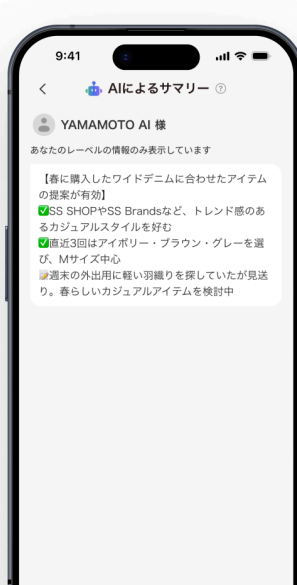 9:41
AIによるサマリー ?
YAMAMOTO AI 様
あなたのレーベルの情報のみ表示しています
【春に購入したワイドデニムに合わせたアイテム
の提案が有効】
✅SS SHOPやSS Brandsなど、トレンド感のあ
るカジュアルスタイルを好む
✅直近3回はアイボリー・ブラウン・グレーを選
び、Mサイズ中心
📝週末の外出用に軽い羽織りを探していたが見送
り。春らしいカジュアルアイテムを検討中